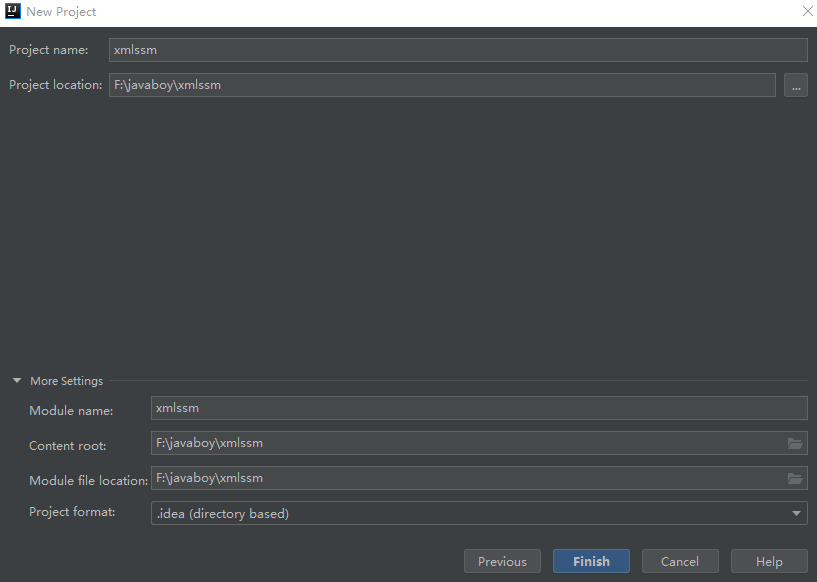 IJ New Project
Project name: xmlssm
Project location: F:\javaboy\xmlssm ...
More Settings
Module name: xmlssm
Content root: F:\javaboy\xmlssm
Module file location: F:\javaboy\xmlssm
Project format: .idea (directory based)
Previous Finish Cancel Help